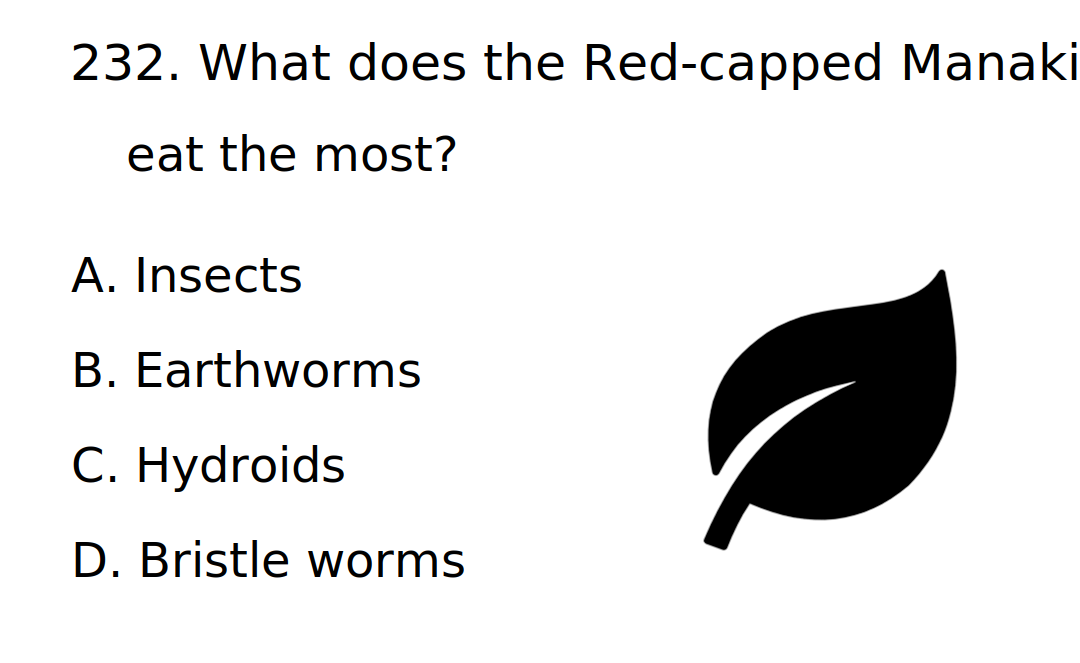 232. What does the Red-capped Manaki
eat the most?
A. Insects
B. Earthworms
C. Hydroids
D. Bristle worms